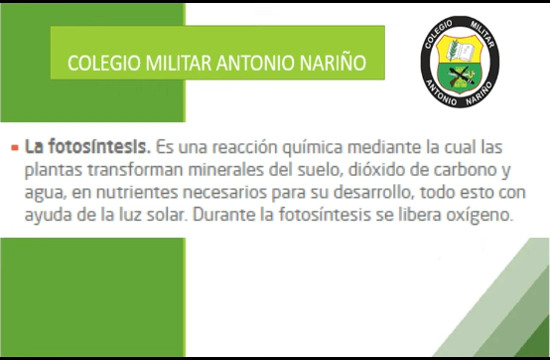 COLEGIO MILITAR ANTONIO NARIÑO
COLEGIO MILITAR
ANTONIO NARIÑO
La fotosíntesis. Es una reacción química mediante la cual las
plantas transforman minerales del suelo, dióxido de carbono y
agua, en nutrientes necesarios para su desarrollo, todo esto con
ayuda de la luz solar. Durante la fotosíntesis se libera oxígeno.